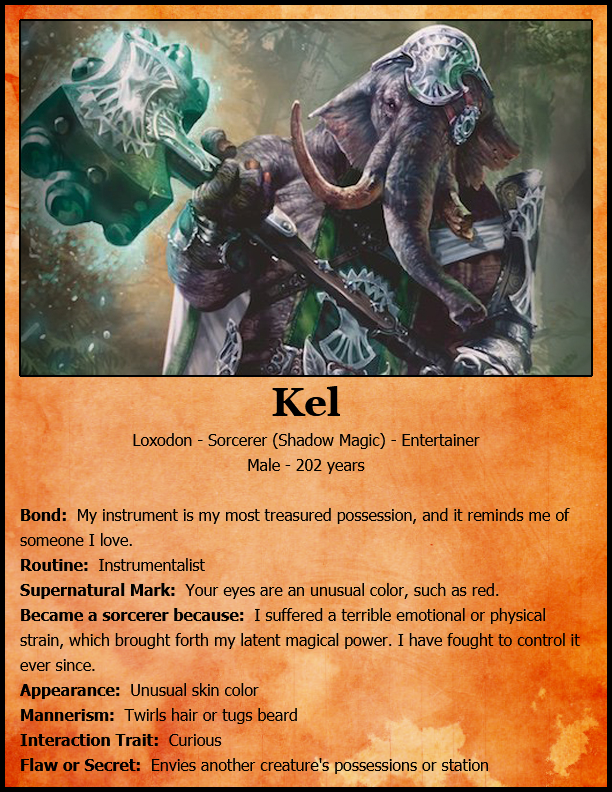 Kel
Loxodon - Sorcerer (Shadow Magic) - Entertainer
Male - 202 years
Bond: My instrument is my most treasured possession, and it reminds me of
someone I love.
Routine: Instrumentalist
Supernatural Mark: Your eyes are an unusual color, such as red.
Became a sorcerer because: I suffered a terrible emotional or physical
strain, which brought forth my latent magical power. I have fought to control it
ever since.
Appearance: Unusual skin color
Mannerism: Twirls hair or tugs beard
Interaction Trait: Curious
Flaw or Secret: Envies another creature's possessions or station